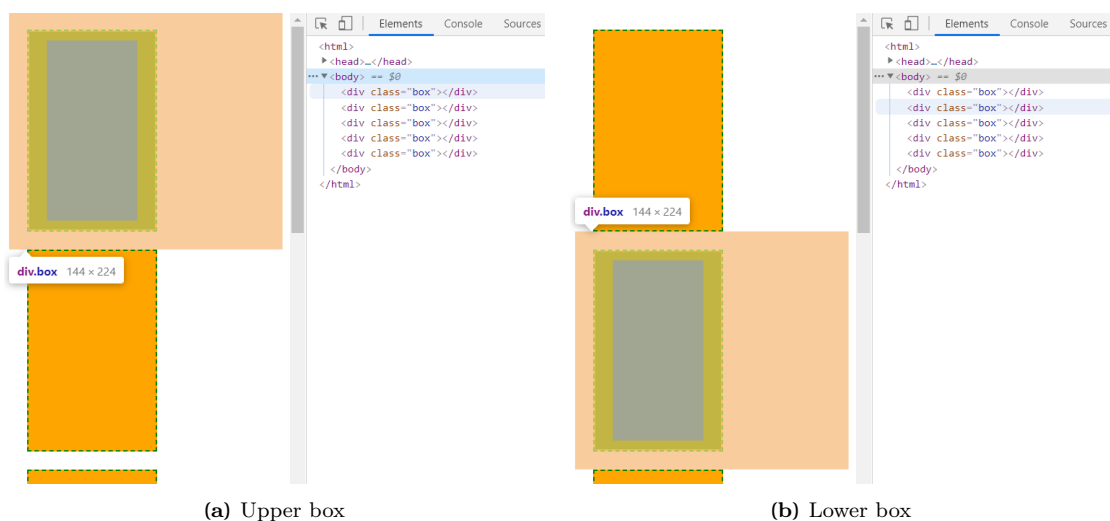 Elements Console Sources
<html>
<head>…</head>
<body> == $0
<div class="box"></div>
<div class="box"></div>
<div class="box"></div>
<div class="box"></div>
<div class="box"></div>
</body>
</html>
div.box 144 × 224
(a) Upper box
Elements Console Sources
<html>
<head>…</head>
<body> == $0
<div class="box"></div>
<div class="box"></div>
<div class="box"></div>
<div class="box"></div>
<div class="box"></div>
</body>
</html>
div.box 144 × 224
(b) Lower box